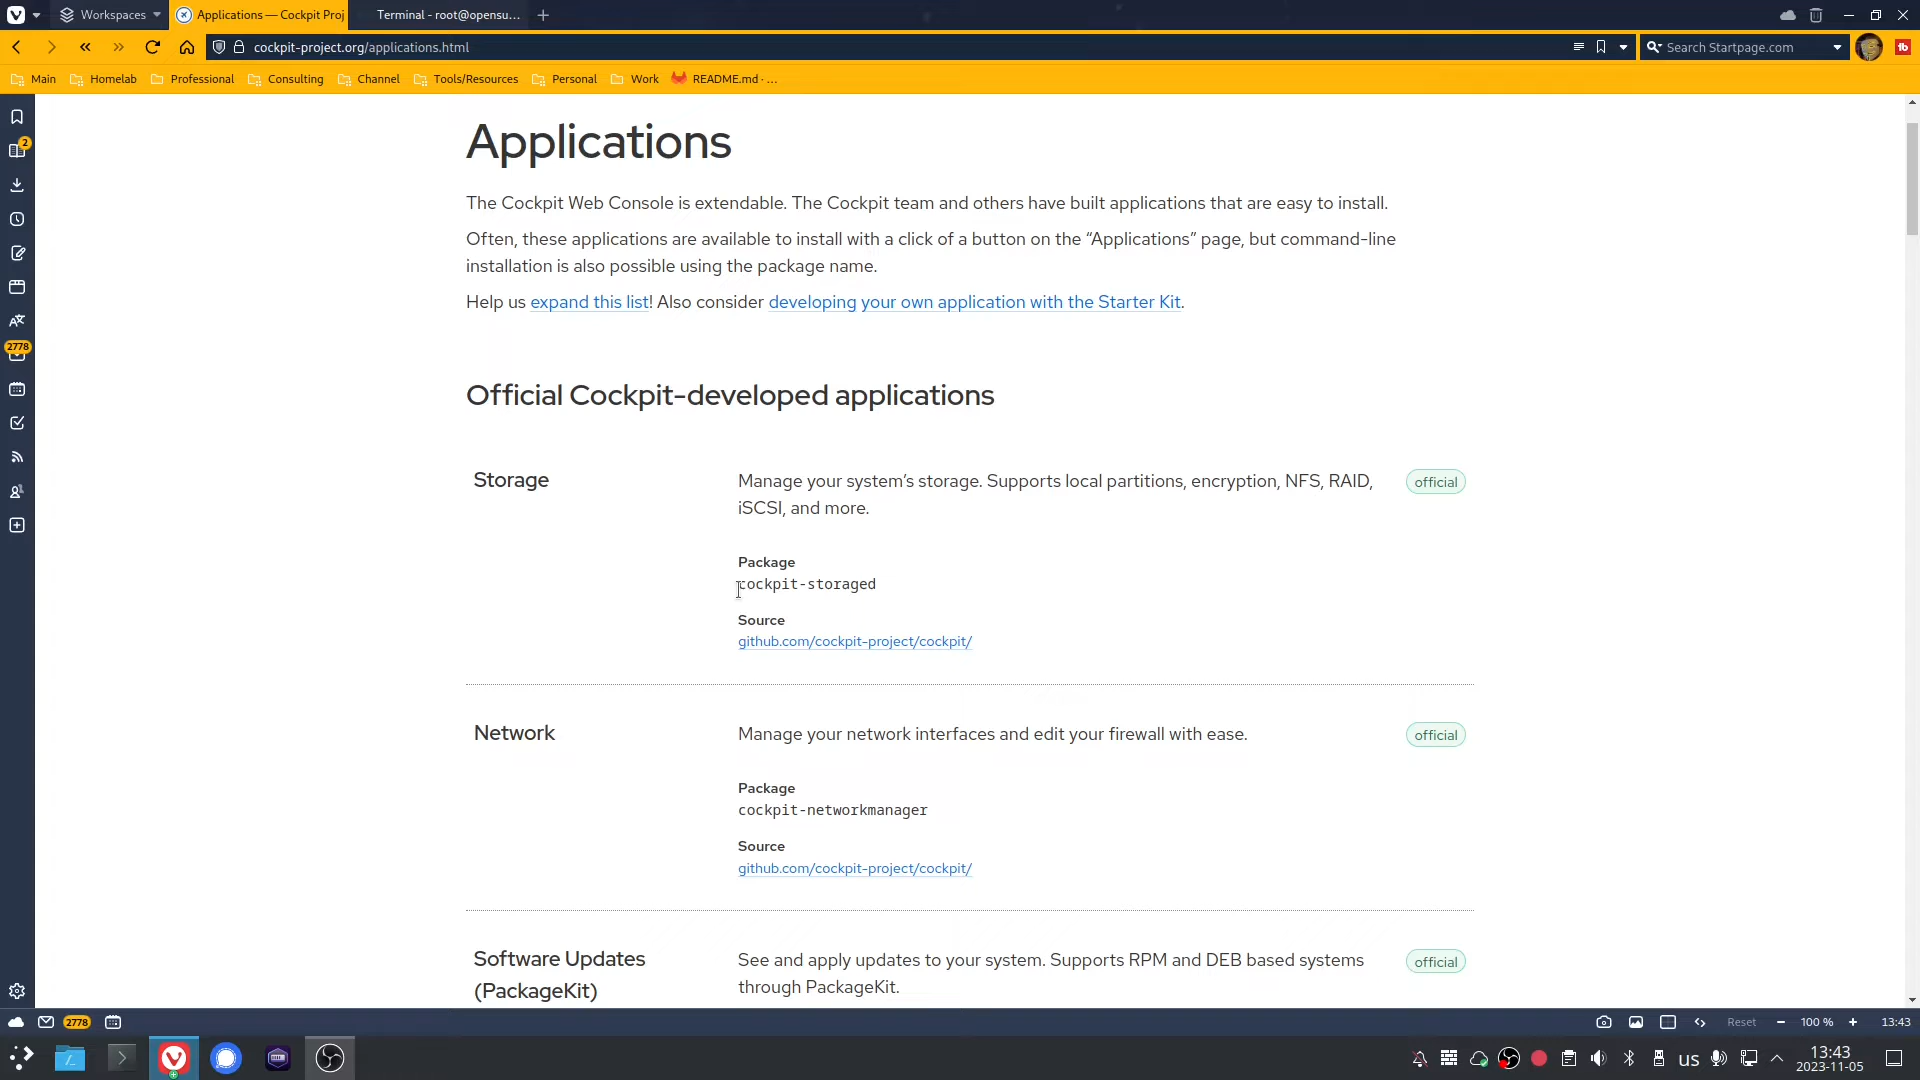 Workspaces
Applications — Cockpit Proj
Terminal - root@opensu...
cockpit-project.org/applications.html
Search Startpage.com
Main
Homelab
Professional
Consulting
Channel
Tools/Resources
Personal
Work
README.md · ...
2
2778
Applications
The Cockpit Web Console is extendable. The Cockpit team and others have built applications that are easy to install.
Often, these applications are available to install with a click of a button on the “Applications” page, but command-line
installation is also possible using the package name.
Help us expand this list! Also consider developing your own application with the Starter Kit.
Official Cockpit-developed applications
Storage
Manage your system’s storage. Supports local partitions, encryption, NFS, RAID,
iSCSI, and more.
official
Package
cockpit-storaged
Source
github.com/cockpit-project/cockpit/
Network
Manage your network interfaces and edit your firewall with ease.
official
Package
cockpit-networkmanager
Source
github.com/cockpit-project/cockpit/
Software Updates
(PackageKit)
See and apply updates to your system. Supports RPM and DEB based systems
through PackageKit.
official
2778
Reset
100 %
13:43
us
13:43
2023-11-05